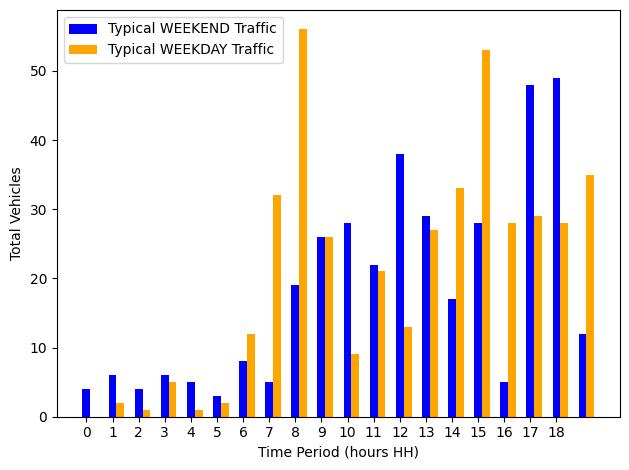 Typical WEEKEND Traffic
Typical WEEKDAY Traffic
Total Vehicles
50
40
30
20
10
0
0 1 2 3 4 5 6 7 8 9 10 11 12 13 14 15 16 17 18
Time Period (hours HH)